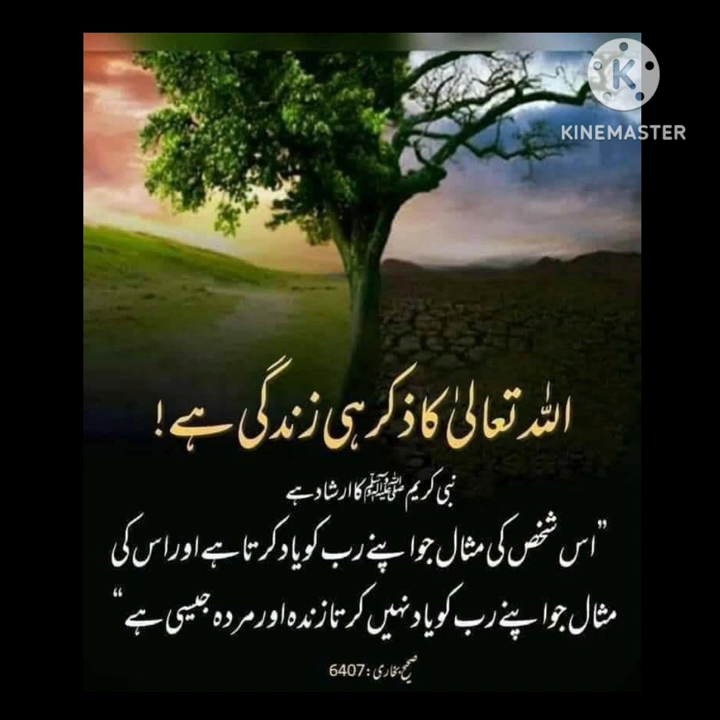 KINEMASTER
اللہ تعالیٰ کا ذکر ہی زندگی ہے!
نبی کریم ﷺ کا ارشاد ہے
”اس شخص کی مثال جو اپنے رب کو یاد کرتا ہے اور اس کی
مثال جو اپنے رب کو یاد نہیں کرتا زندہ اور مردہ جیسی ہے“
صحیح بخاری: 6407